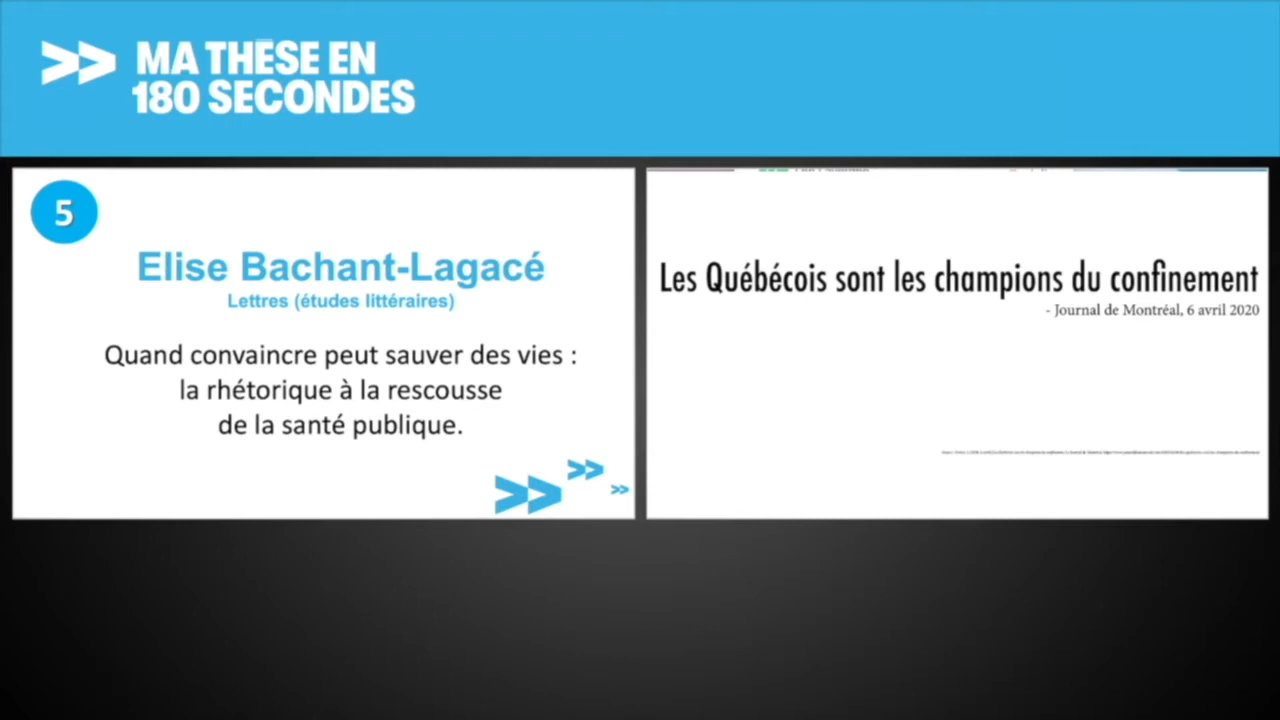 MA THÈSE EN
180 SECONDES
5
Elise Bachant-Lagacé
Lettres (études littéraires)
Quand convaincre peut sauver des vies :
la rhétorique à la rescousse
de la santé publique.
Les Québécois sont les champions du confinement
- Journal de Montréal, 6 avril 2020